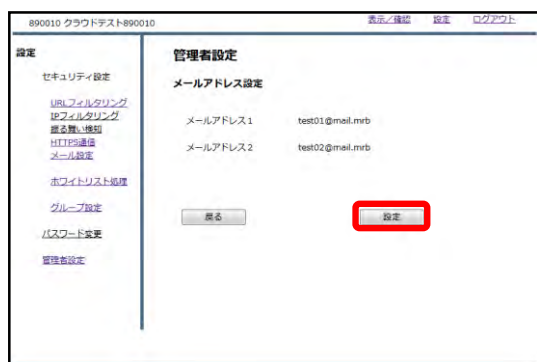 890010 クラウドテスト890010
表示／確認 設定 ログアウト
設定
セキュリティ設定
URLフィルタリング
IPフィルタリング
振る舞い検知
HTTPS通信
メール設定
ホワイトリスト処理
グループ設定
パスワード変更
管理者設定
管理者設定
メールアドレス設定
メールアドレス1 test01@mail.mrb
メールアドレス2 test02@mail.mrb
戻る 設定